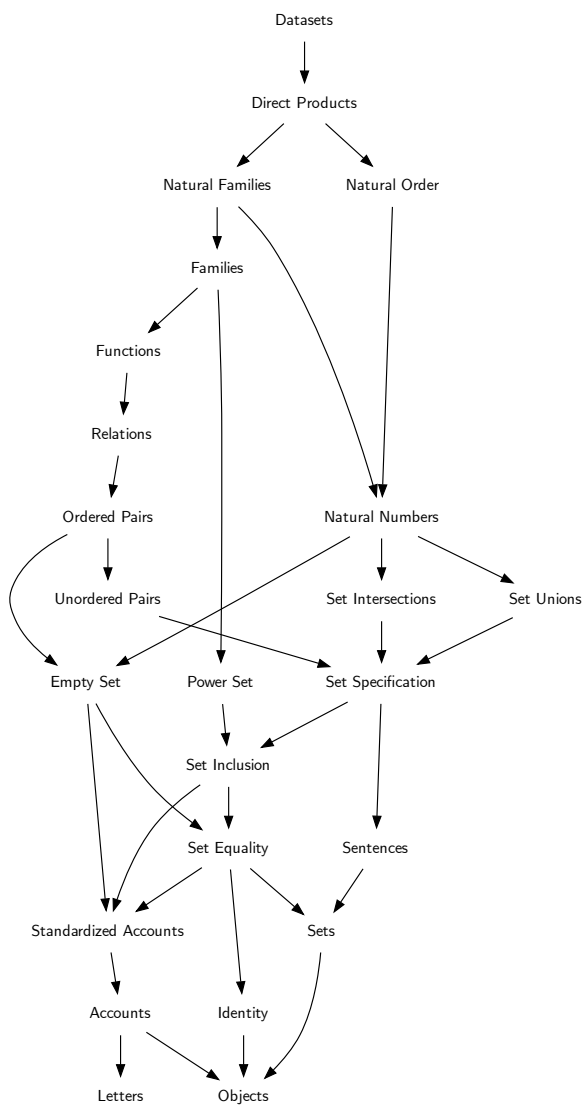 Datasets
Direct Products
Natural Families
Natural Order
Families
Functions
Relations
Ordered Pairs
Natural Numbers
Unordered Pairs
Set Intersections
Set Unions
Empty Set
Power Set
Set Specification
Set Inclusion
Set Equality
Sentences
Standardized Accounts
Sets
Accounts
Identity
Letters
Objects